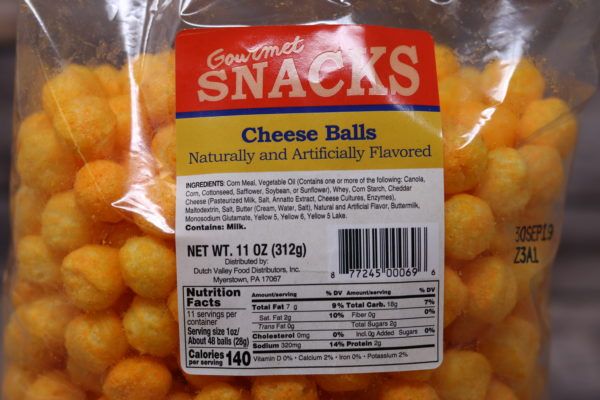 Gourmet
SNACKS
Cheese Balls
Naturally and Artificially Flavored
INGREDIENTS: Corn Meal, Vegetable Oil (Contains one or more of the following: Canola,
Corn, Cottonseed, Safflower, Soybean, or Sunflower), Whey, Corn Starch, Cheddar
Cheese (Pasteurized Milk, Salt, Annatto Extract, Cheese Cultures, Enzymes),
Maltodextrin, Salt, Butter (Cream, Water, Salt), Natural and Artificial Flavor, Buttermilk,
Monosodium Glutamate, Yellow 5, Yellow 6, Yellow 5 Lake.
Contains: Milk.
NET WT. 11 OZ (312g)
Distributed by:
Dutch Valley Food Distributors, Inc.
Myerstown, PA 17067
8 77245 00069 6
30SEP19
Z3A1
Nutrition
Facts
11 servings per
container
Serving size 1oz/
About 48 balls (28g)
Calories
per serving 140
Amount/serving % DV Amount/serving % DV
Total Fat 7 g 9% Total Carb. 18g 7%
Sat. Fat 2g 10% Fiber 0g 0%
Trans Fat 0g Total Sugars 2g
Cholesterol 0mg 0% Incl. 0g Added Sugars 0%
Sodium 320mg 14% Protein 2g
Vitamin D 0% • Calcium 2% • Iron 0% • Potassium 2%